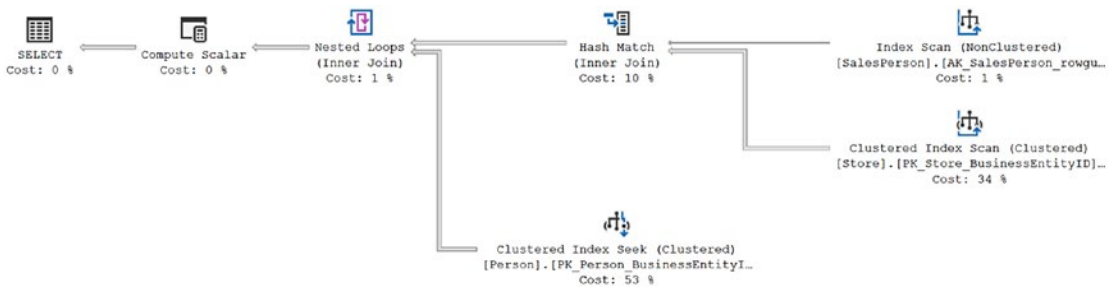 SELECT
Cost: 0 %
Compute Scalar
Cost: 0 %
Nested Loops
(Inner Join)
Cost: 1 %
Hash Match
(Inner Join)
Cost: 10 %
Index Scan (NonClustered)
[SalesPerson].[AK_SalesPerson_rowgu…
Cost: 1 %
Clustered Index Scan (Clustered)
[Store].[PK_Store_BusinessEntityID]…
Cost: 34 %
Clustered Index Seek (Clustered)
[Person].[PK_Person_BusinessEntityI…
Cost: 53 %